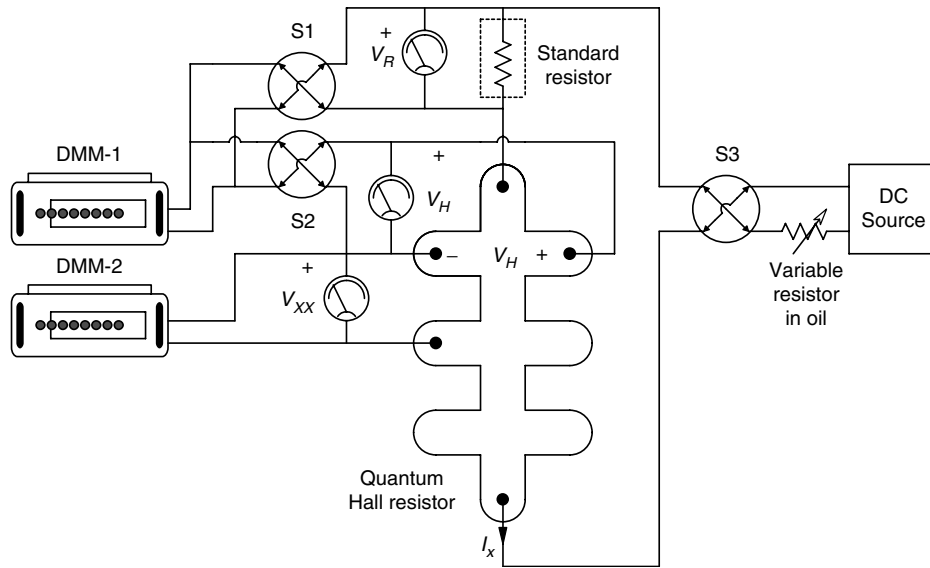 S1
+
V_R
Standard
resistor
DMM-1
S2
+
V_H
S3
DC
Source
DMM-2
+
V_XX
–
V_H
+
Variable
resistor
in oil
Quantum
Hall resistor
I_x